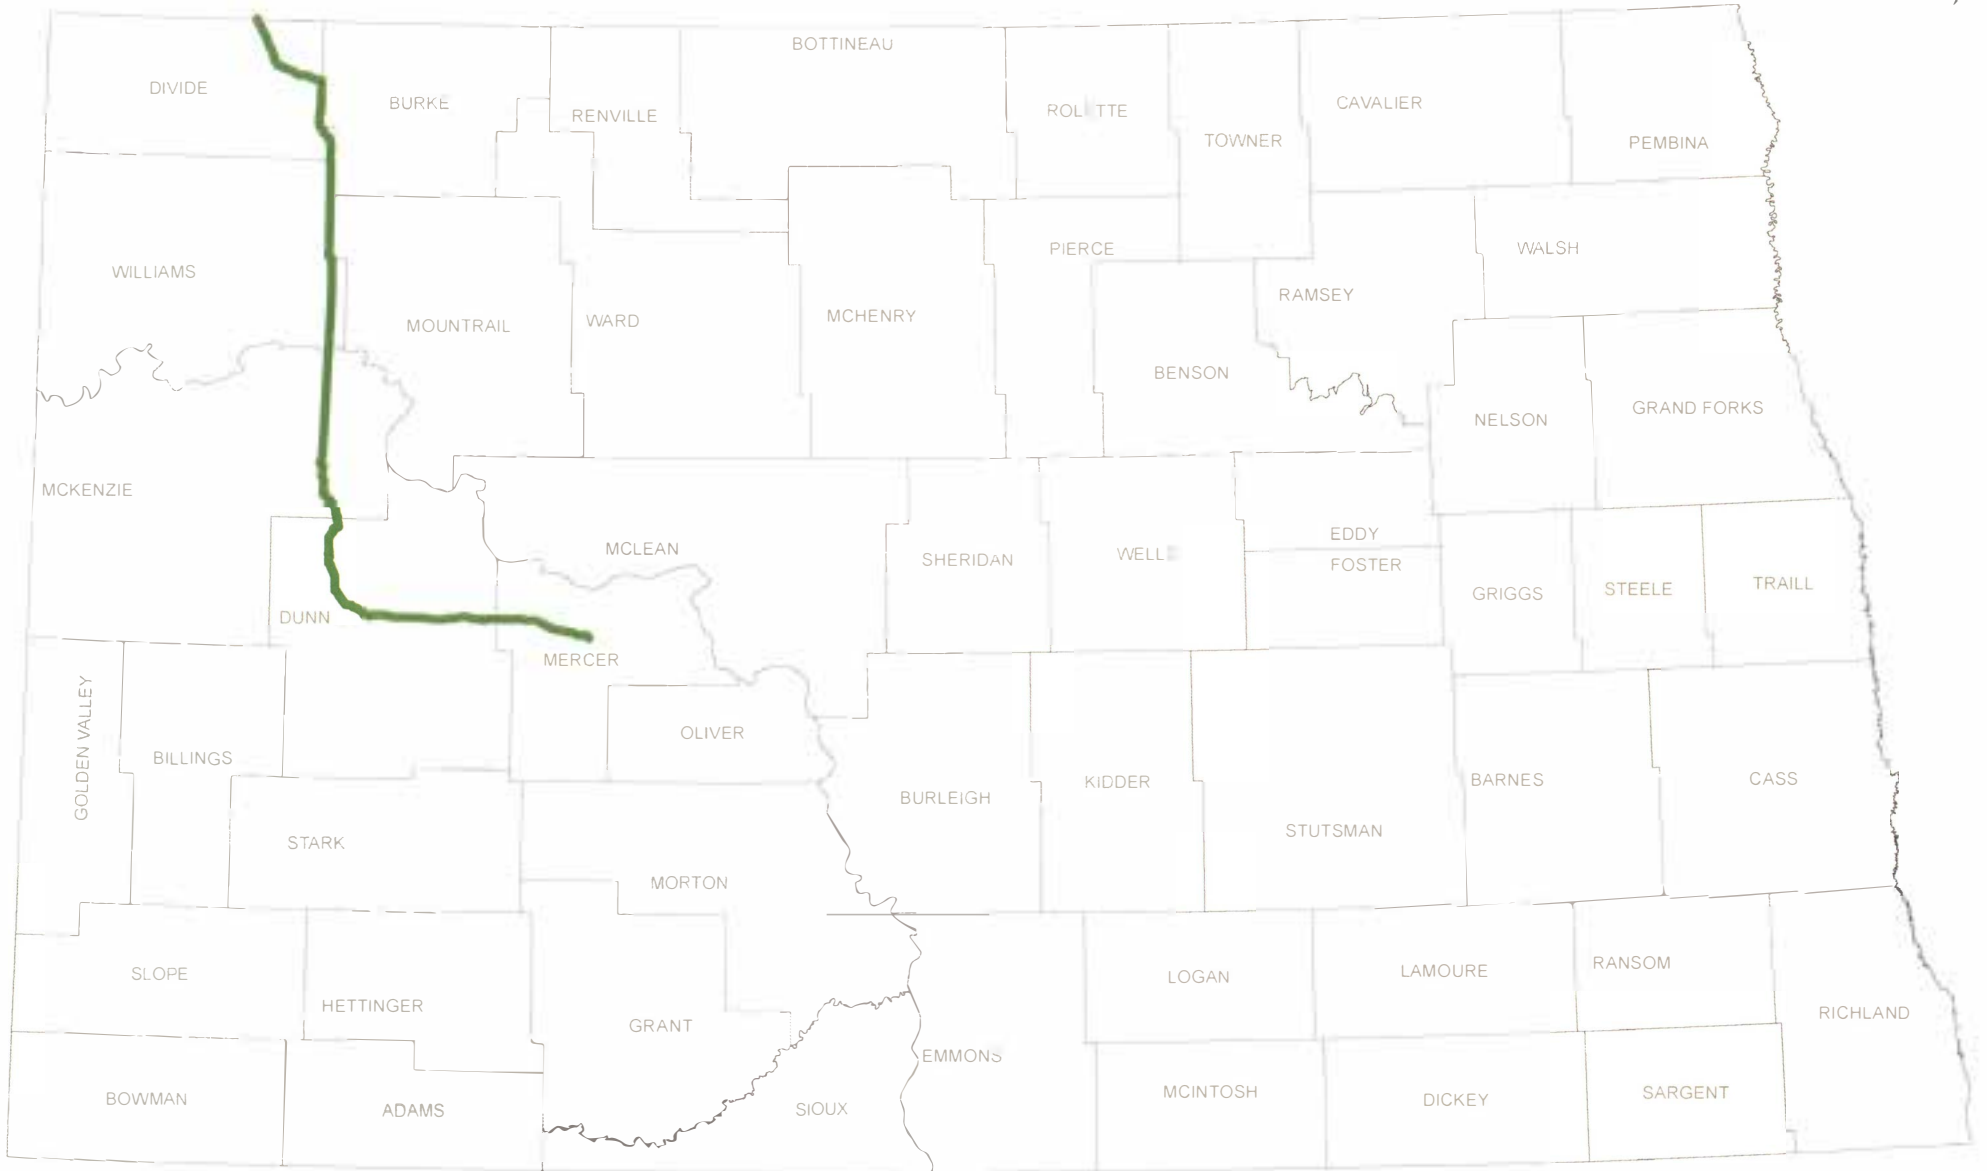 BOTTINEAU
DIVIDE
BURKE
RENVILLE
ROLETTE
CAVALIER
TOWNER
PEMBINA
WILLIAMS
PIERCE
WALSH
RAMSEY
MOUNTRAIL
WARD
MCHENRY
BENSON
NELSON
GRAND FORKS
MCKENZIE
MCLEAN
SHERIDAN
WELL
EDDY
FOSTER
GRIGGS
STEELE
TRAILL
DUNN
MERCER
GOLDEN VALLEY
BILLINGS
OLIVER
BURLEIGH
KIDDER
BARNES
CASS
STARK
STUTSMAN
MORTON
SLOPE
HETTINGER
GRANT
LOGAN
LAMOURE
RANSOM
RICHLAND
EMMONS
BOWMAN
ADAMS
SIOUX
MCINTOSH
DICKEY
SARGENT